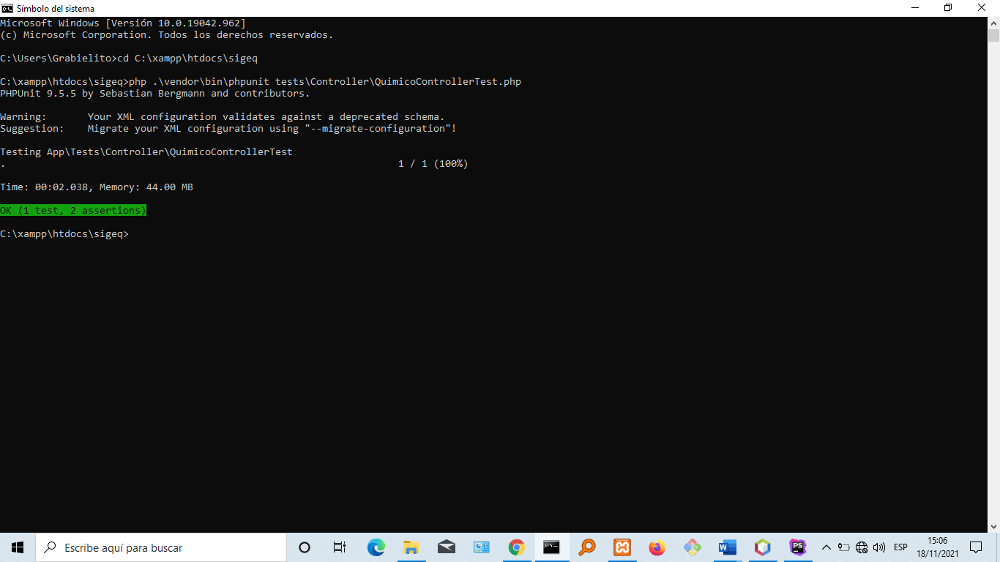 Símbolo del sistema
Microsoft Windows [Versión 10.0.19042.962]
(c) Microsoft Corporation. Todos los derechos reservados.
C:\Users\Grabielito>cd C:\xampp\htdocs\sigeq
C:\xampp\htdocs\sigeq>php .\vendor\bin\phpunit tests\Controller\QuimicoControllerTest.php
PHPUnit 9.5.5 by Sebastian Bergmann and contributors.
Warning:       Your XML configuration validates against a deprecated schema.
Suggestion:    Migrate your XML configuration using "--migrate-configuration"!
Testing App\Tests\Controller\QuimicoControllerTest
.                                                                   1 / 1 (100%)
Time: 00:02.038, Memory: 44.00 MB
OK (1 test, 2 assertions)
C:\xampp\htdocs\sigeq>
Escribe aquí para buscar
PS
ESP
15:06
18/11/2021